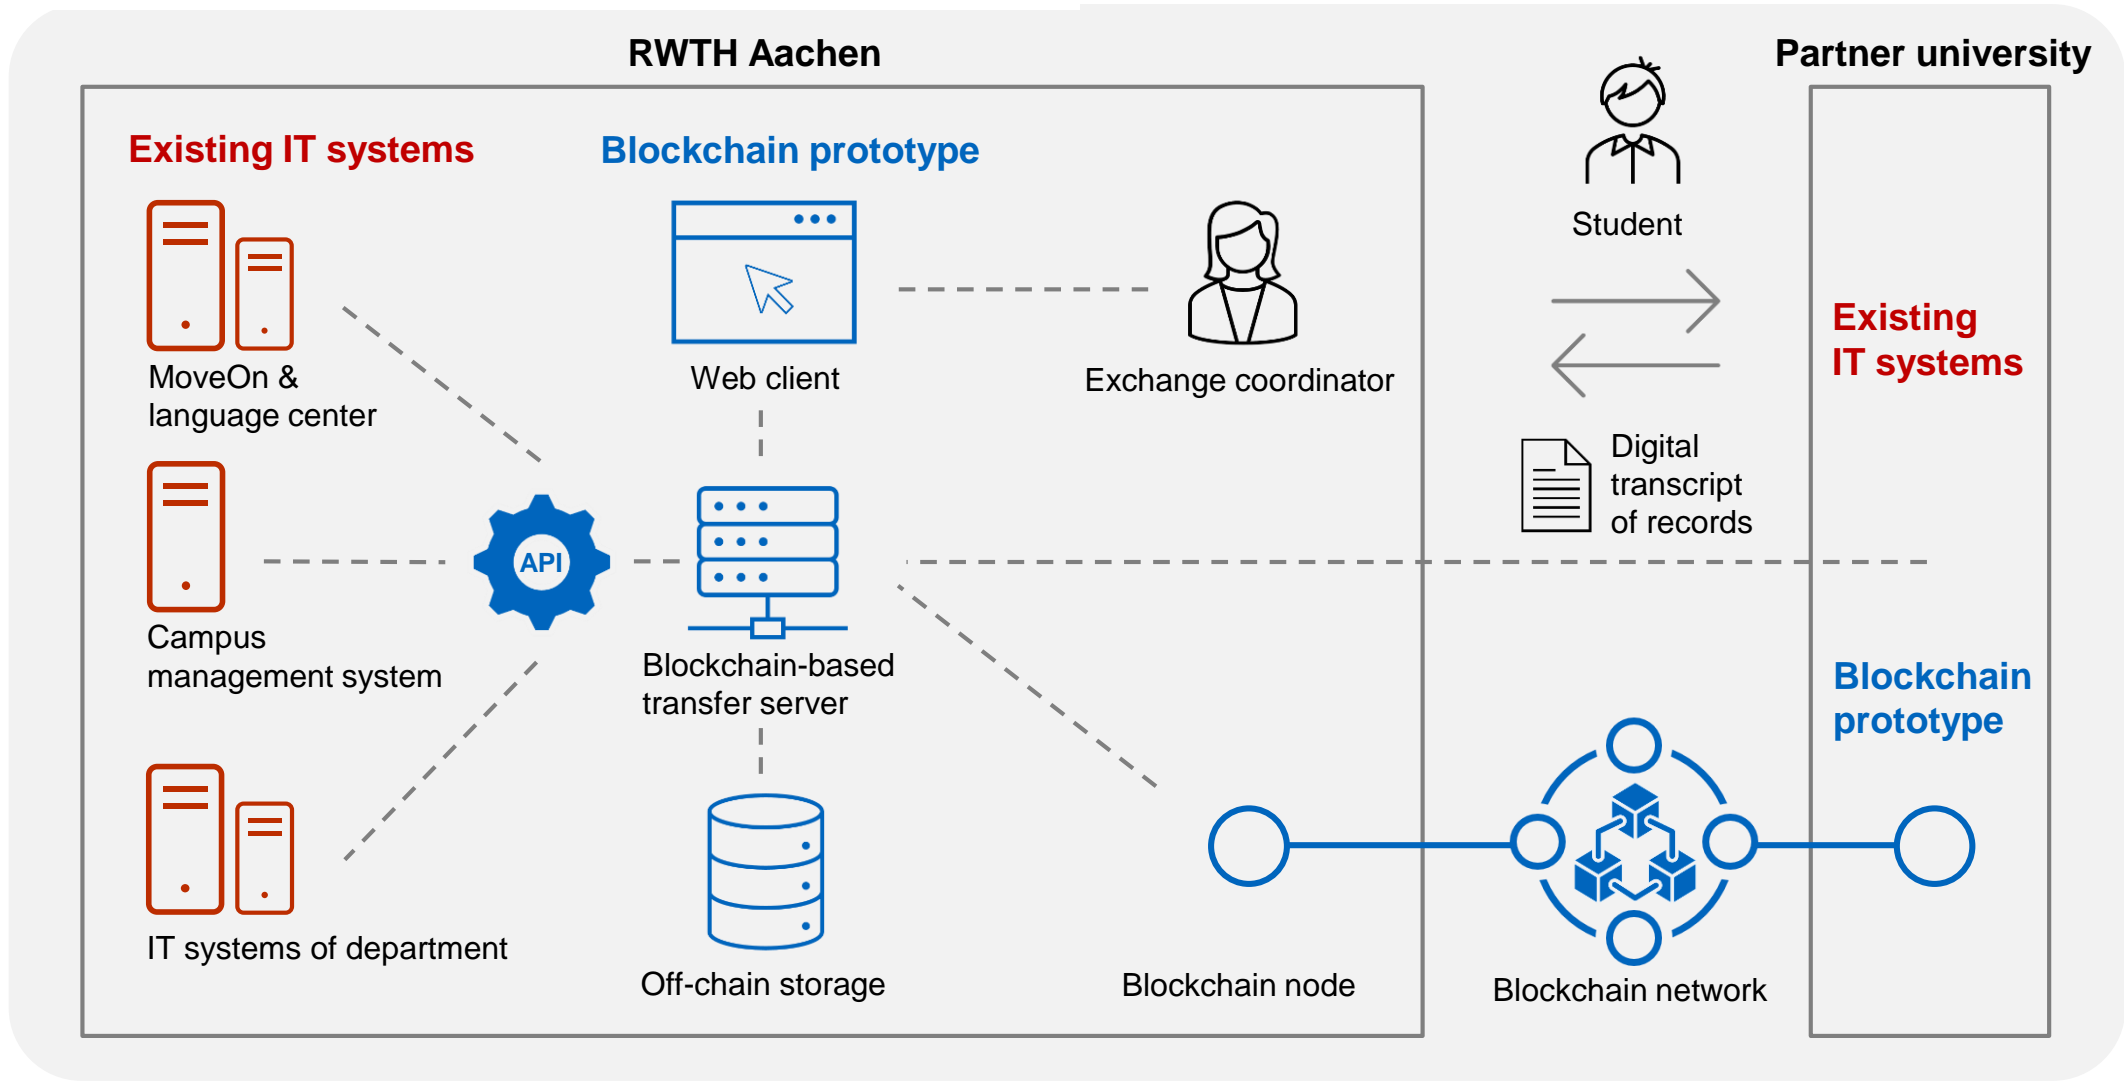 RWTH Aachen
Partner university
Existing IT systems
Blockchain prototype
MoveOn &
language center
Web client
Exchange coordinator
Student
Existing
IT systems
Digital
transcript
of records
API
Campus
management system
Blockchain-based
transfer server
Blockchain
prototype
IT systems of department
Off-chain storage
Blockchain node
Blockchain network